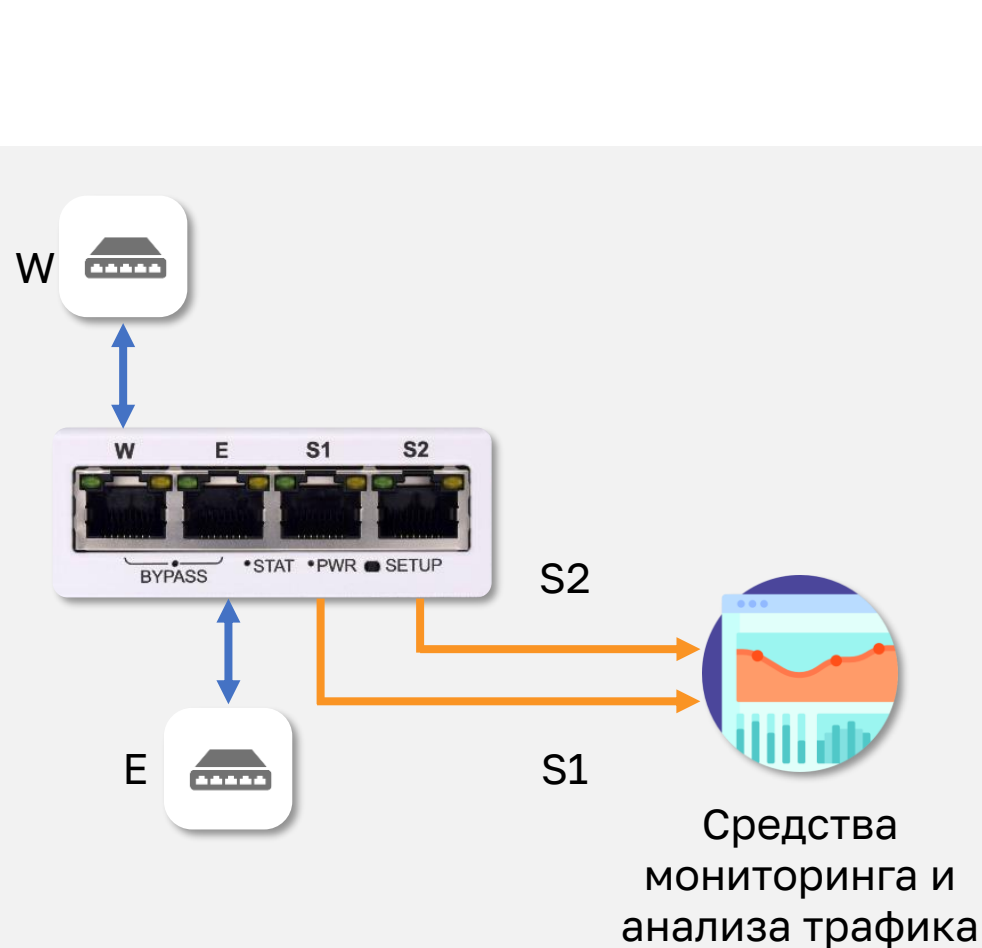 W
W E S1 S2
BYPASS •STAT •PWR SETUP
S2
E
S1
Средства
мониторинга и
анализа трафика